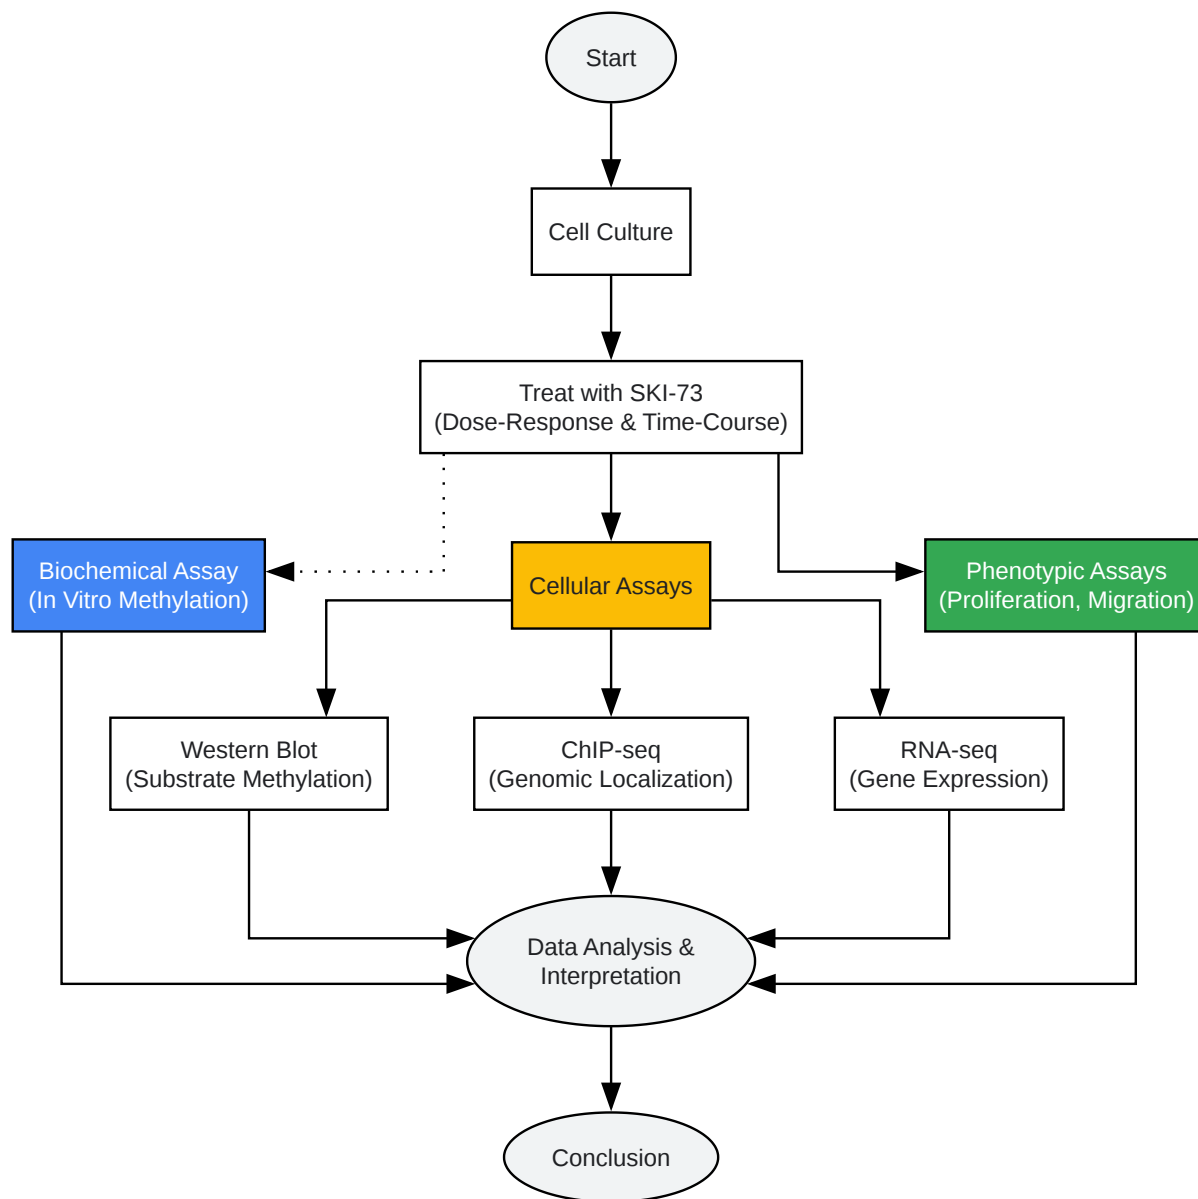 Start
Cell Culture
Treat with SKI-73
(Dose-Response & Time-Course)
Biochemical Assay
(In Vitro Methylation)
Cellular Assays
Phenotypic Assays
(Proliferation, Migration)
Western Blot
(Substrate Methylation)
ChIP-seq
(Genomic Localization)
RNA-seq
(Gene Expression)
Data Analysis &
Interpretation
Conclusion